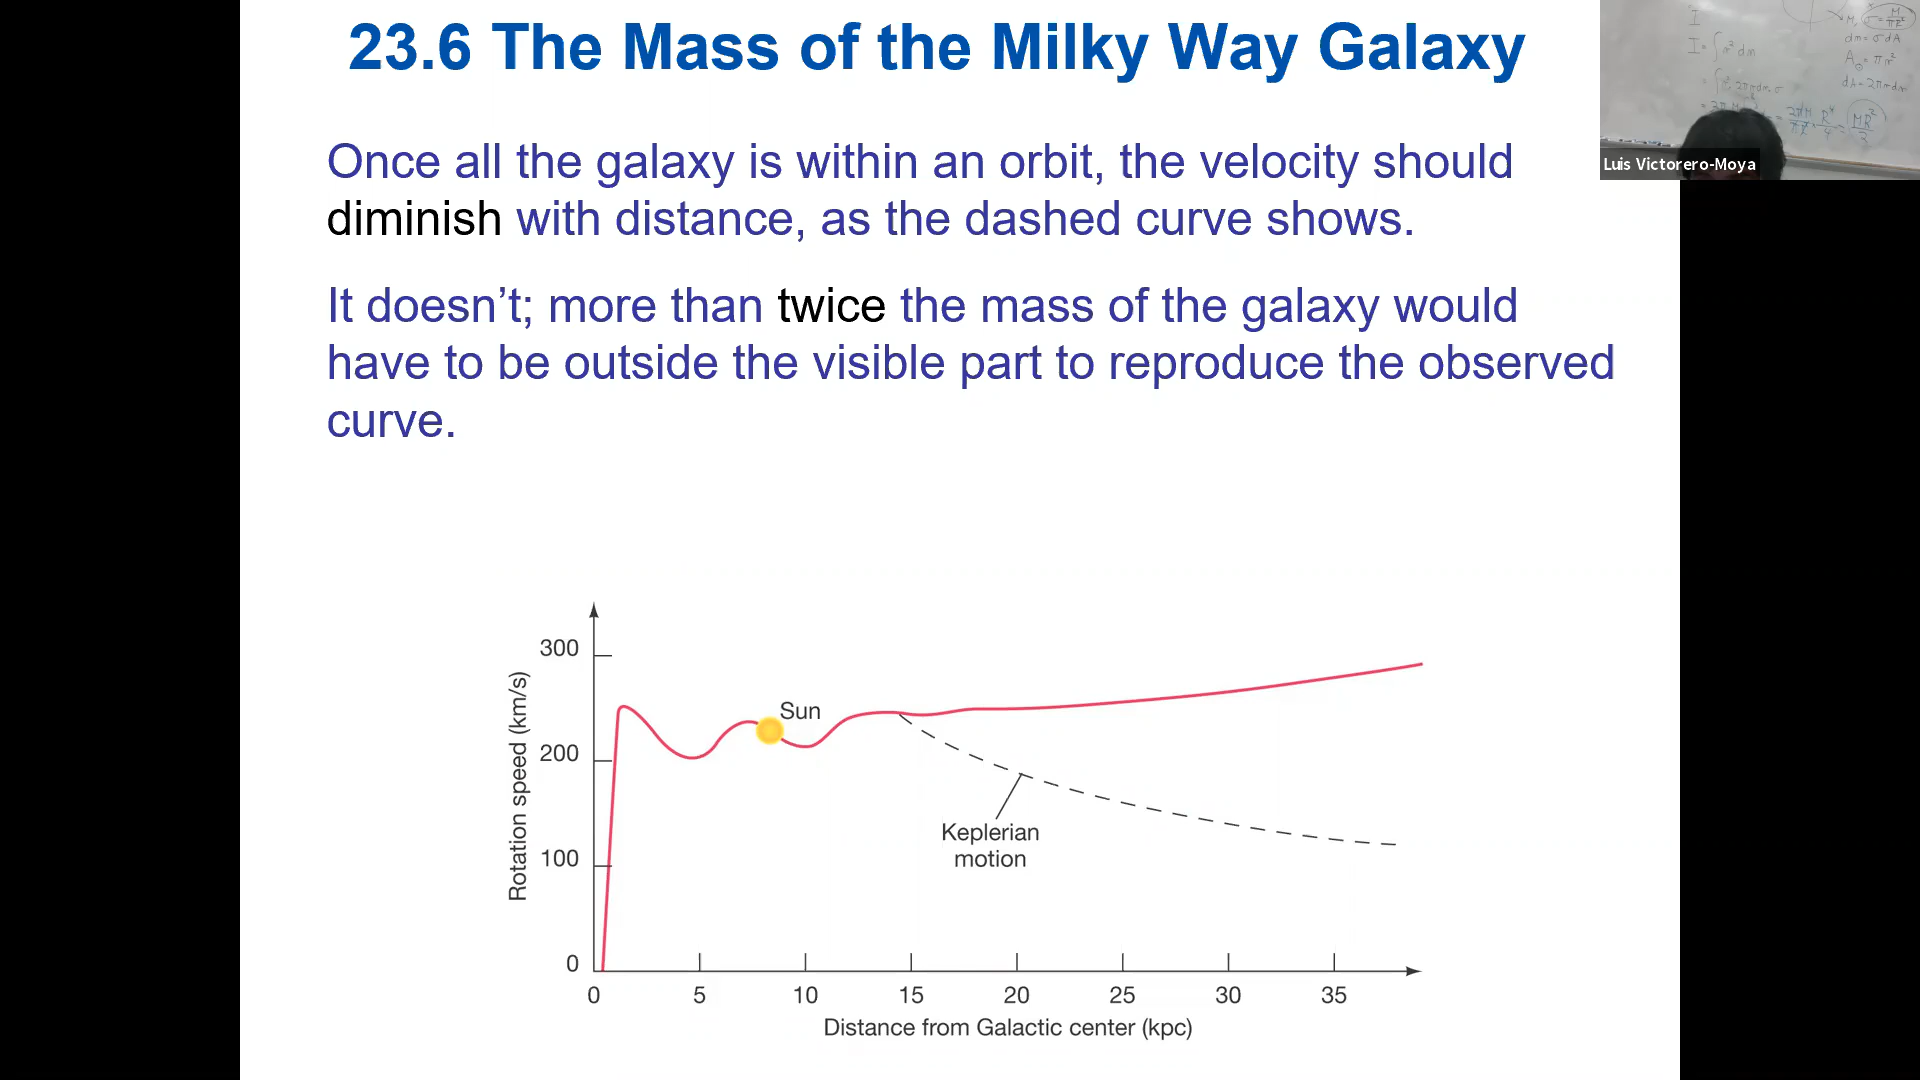 23.6 The Mass of the Milky Way Galaxy
Once all the galaxy is within an orbit, the velocity should
diminish with distance, as the dashed curve shows.
It doesn’t; more than twice the mass of the galaxy would
have to be outside the visible part to reproduce the observed
curve.
Luis Victorero-Moya
I
I = ∫ r² dm
dm = σ dA
Rotation speed (km/s)
300
200
100
0
Sun
Keplerian
motion
0 5 10 15 20 25 30 35
Distance from Galactic center (kpc)